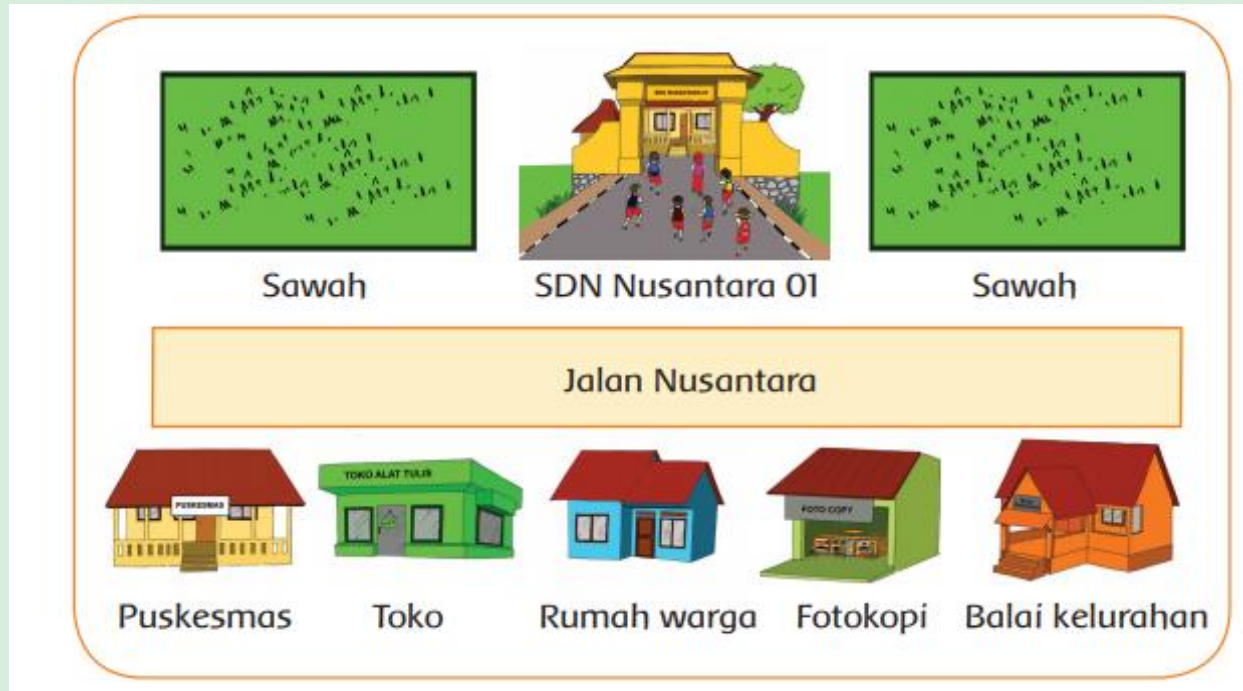 Sawah
SDN Nusantara 01
Sawah
Jalan Nusantara
PUSKESMAS
TOKO ALAT TULIS
FOTO COPY
Puskesmas
Toko
Rumah warga
Fotokopi
Balai kelurahan